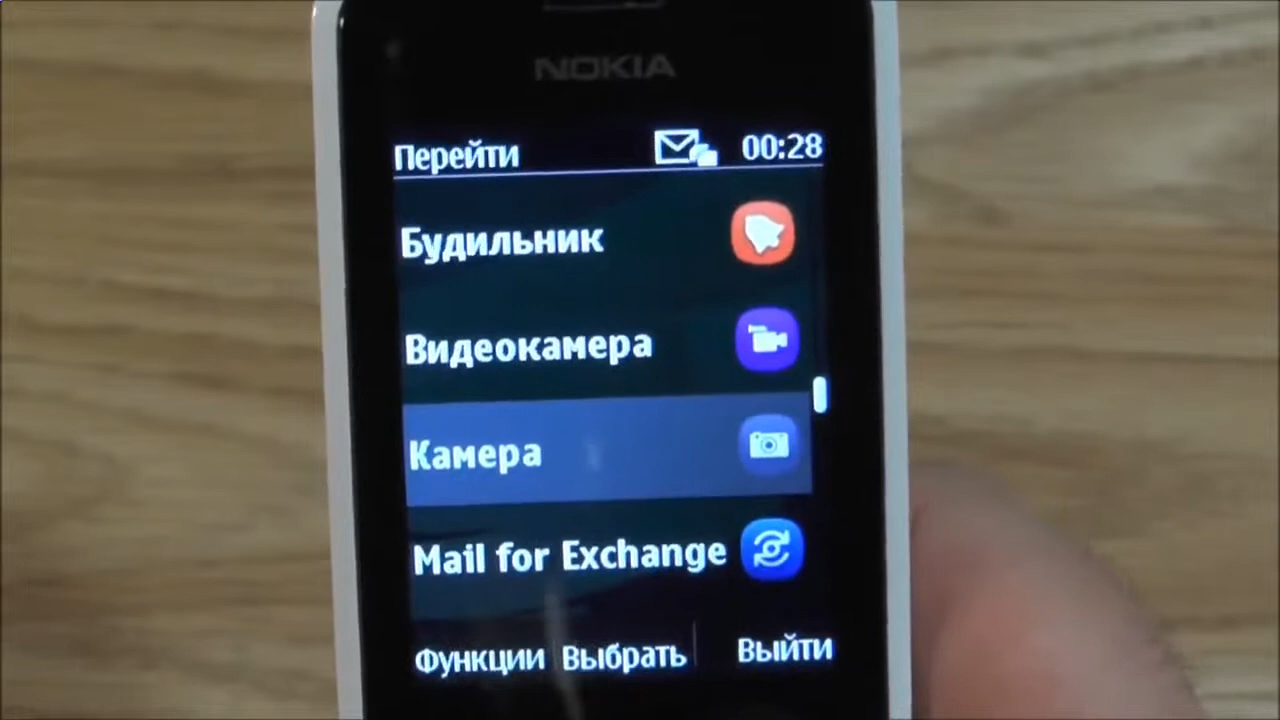 NOKIA
Перейти 00:28
Будильник
Видеокамера
Камера
Mail for Exchange
Функции Выбрать Выйти